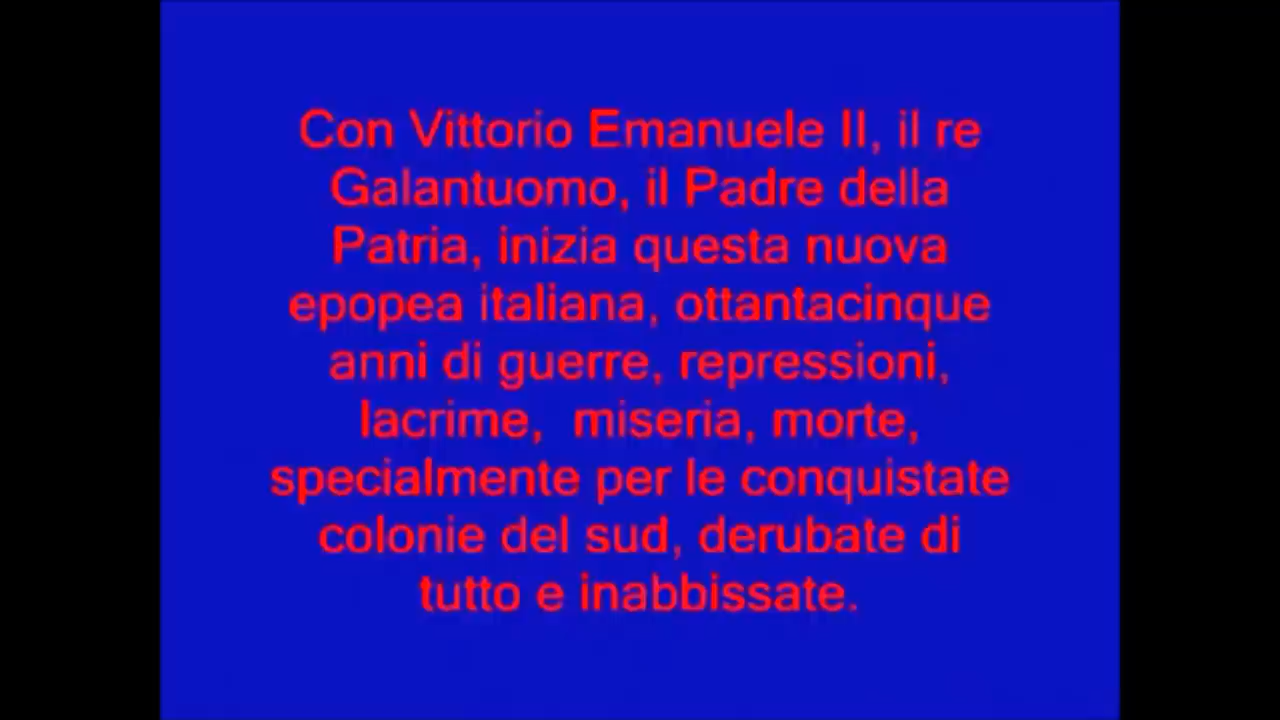 Con Vittorio Emanuele II, il re
Galantuomo, il Padre della
Patria, inizia questa nuova
epopea italiana, ottantacinque
anni di guerre, repressioni,
lacrime,  miseria, morte,
specialmente per le conquistate
colonie del sud, derubate di
tutto e inabbissate.